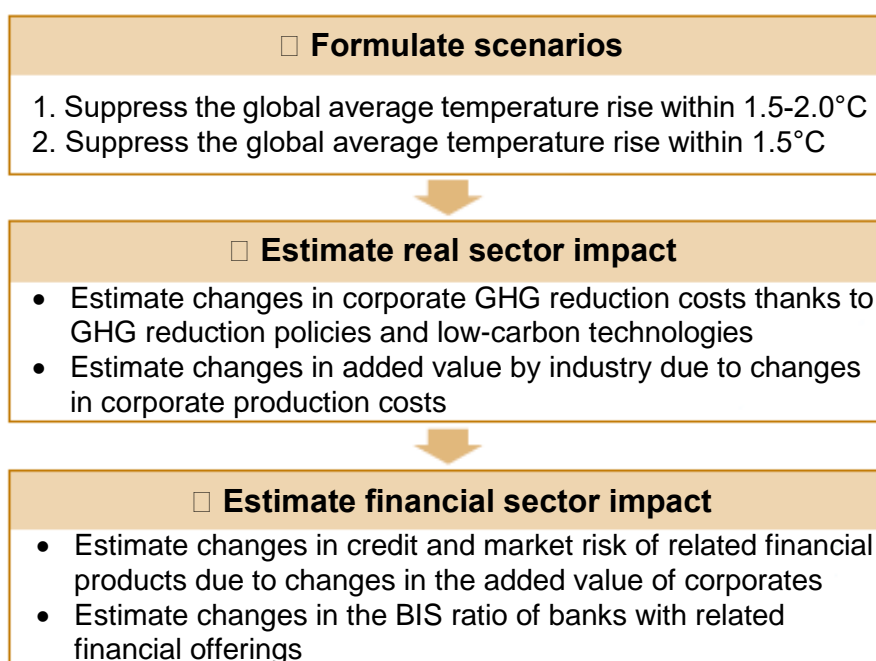 □ Formulate scenarios
1. Suppress the global average temperature rise within 1.5-2.0°C
2. Suppress the global average temperature rise within 1.5°C
□ Estimate real sector impact
• Estimate changes in corporate GHG reduction costs thanks to
GHG reduction policies and low-carbon technologies
• Estimate changes in added value by industry due to changes
in corporate production costs
□ Estimate financial sector impact
• Estimate changes in credit and market risk of related financial
products due to changes in the added value of corporates
• Estimate changes in the BIS ratio of banks with related
financial offerings